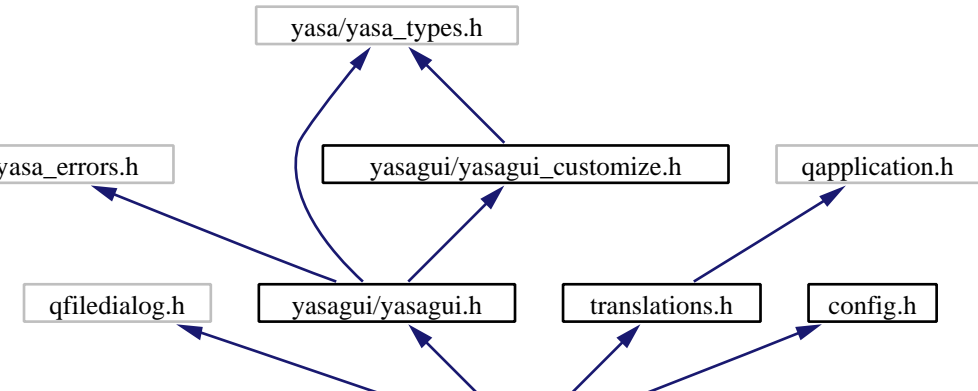 yasa/yasa_types.h
yasa_errors.h
yasagui/yasagui_customize.h
qapplication.h
qfiledialog.h
yasagui/yasagui.h
translations.h
config.h